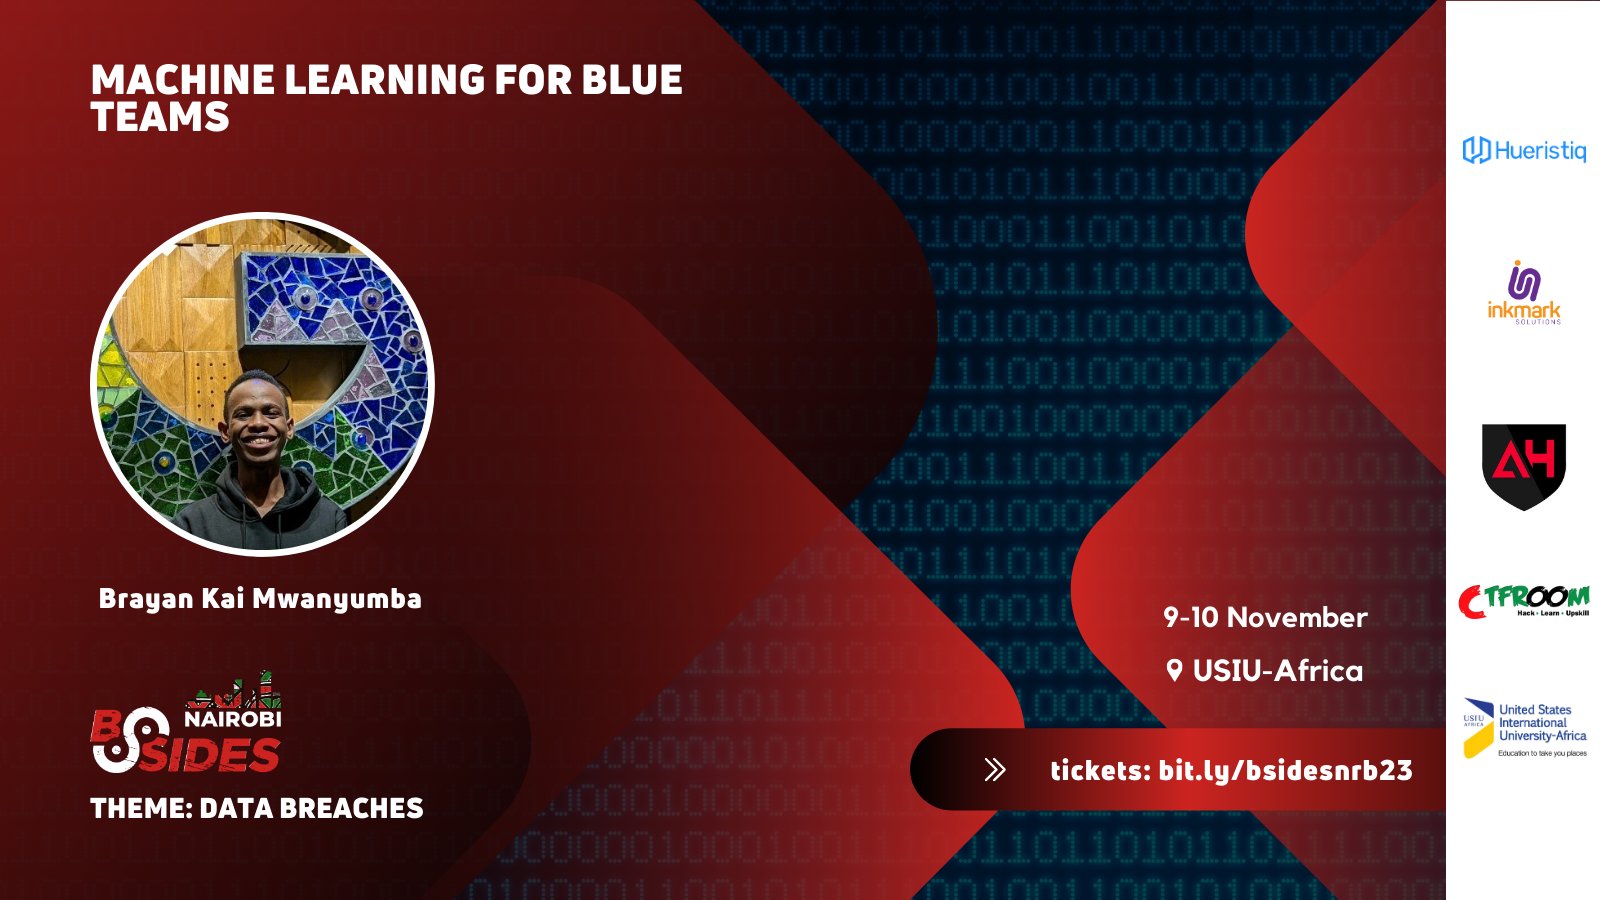 MACHINE LEARNING FOR BLUE
TEAMS
Brayan Kai Mwanyumba
NAIROBI
BSIDES
THEME: DATA BREACHES
9-10 November
USIU-Africa
tickets: bit.ly/bsidesnrb23
Hueristiq
inkmark
SOLUTIONS
AH
CTFROOM
Hack - Learn - Upskill
USIU
AFRICA
United States
International
University-Africa
Education to take you places